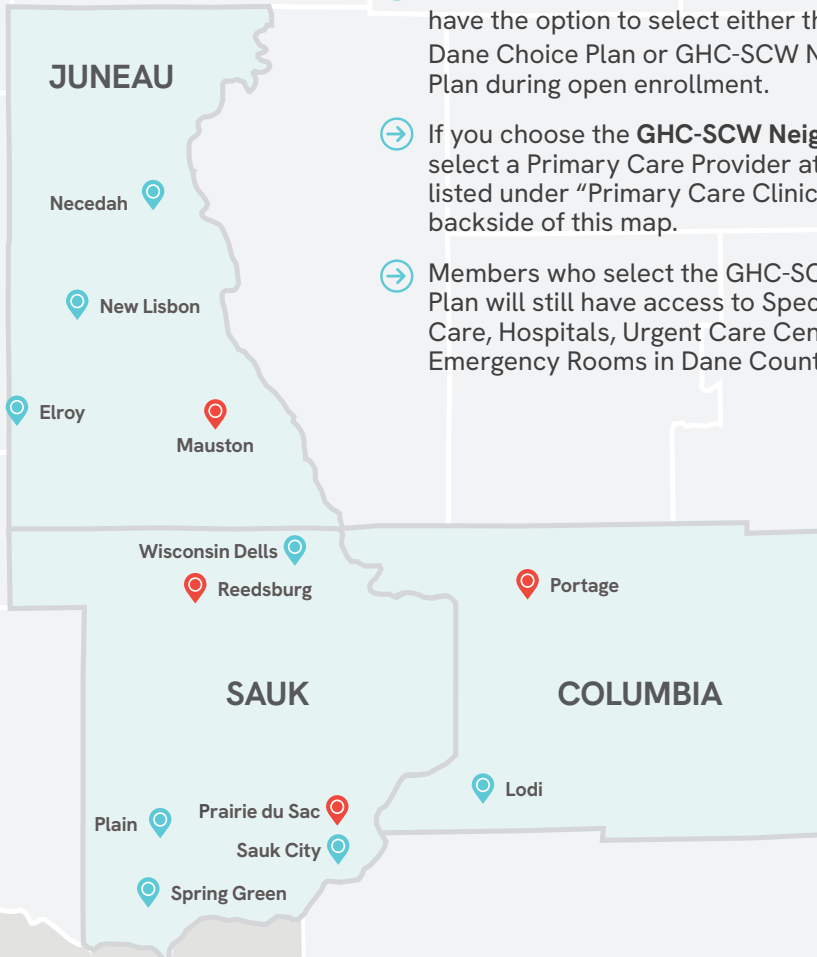 have the option to select either th
Dane Choice Plan or GHC-SCW N
Plan during open enrollment.
If you choose the GHC-SCW Neig
select a Primary Care Provider at
listed under “Primary Care Clinic
backside of this map.
Members who select the GHC-SC
Plan will still have access to Spec
Care, Hospitals, Urgent Care Cen
Emergency Rooms in Dane Count
JUNEAU
Necedah
New Lisbon
Elroy
Mauston
Wisconsin Dells
Reedsburg
Portage
SAUK
COLUMBIA
Lodi
Plain
Prairie du Sac
Sauk City
Spring Green